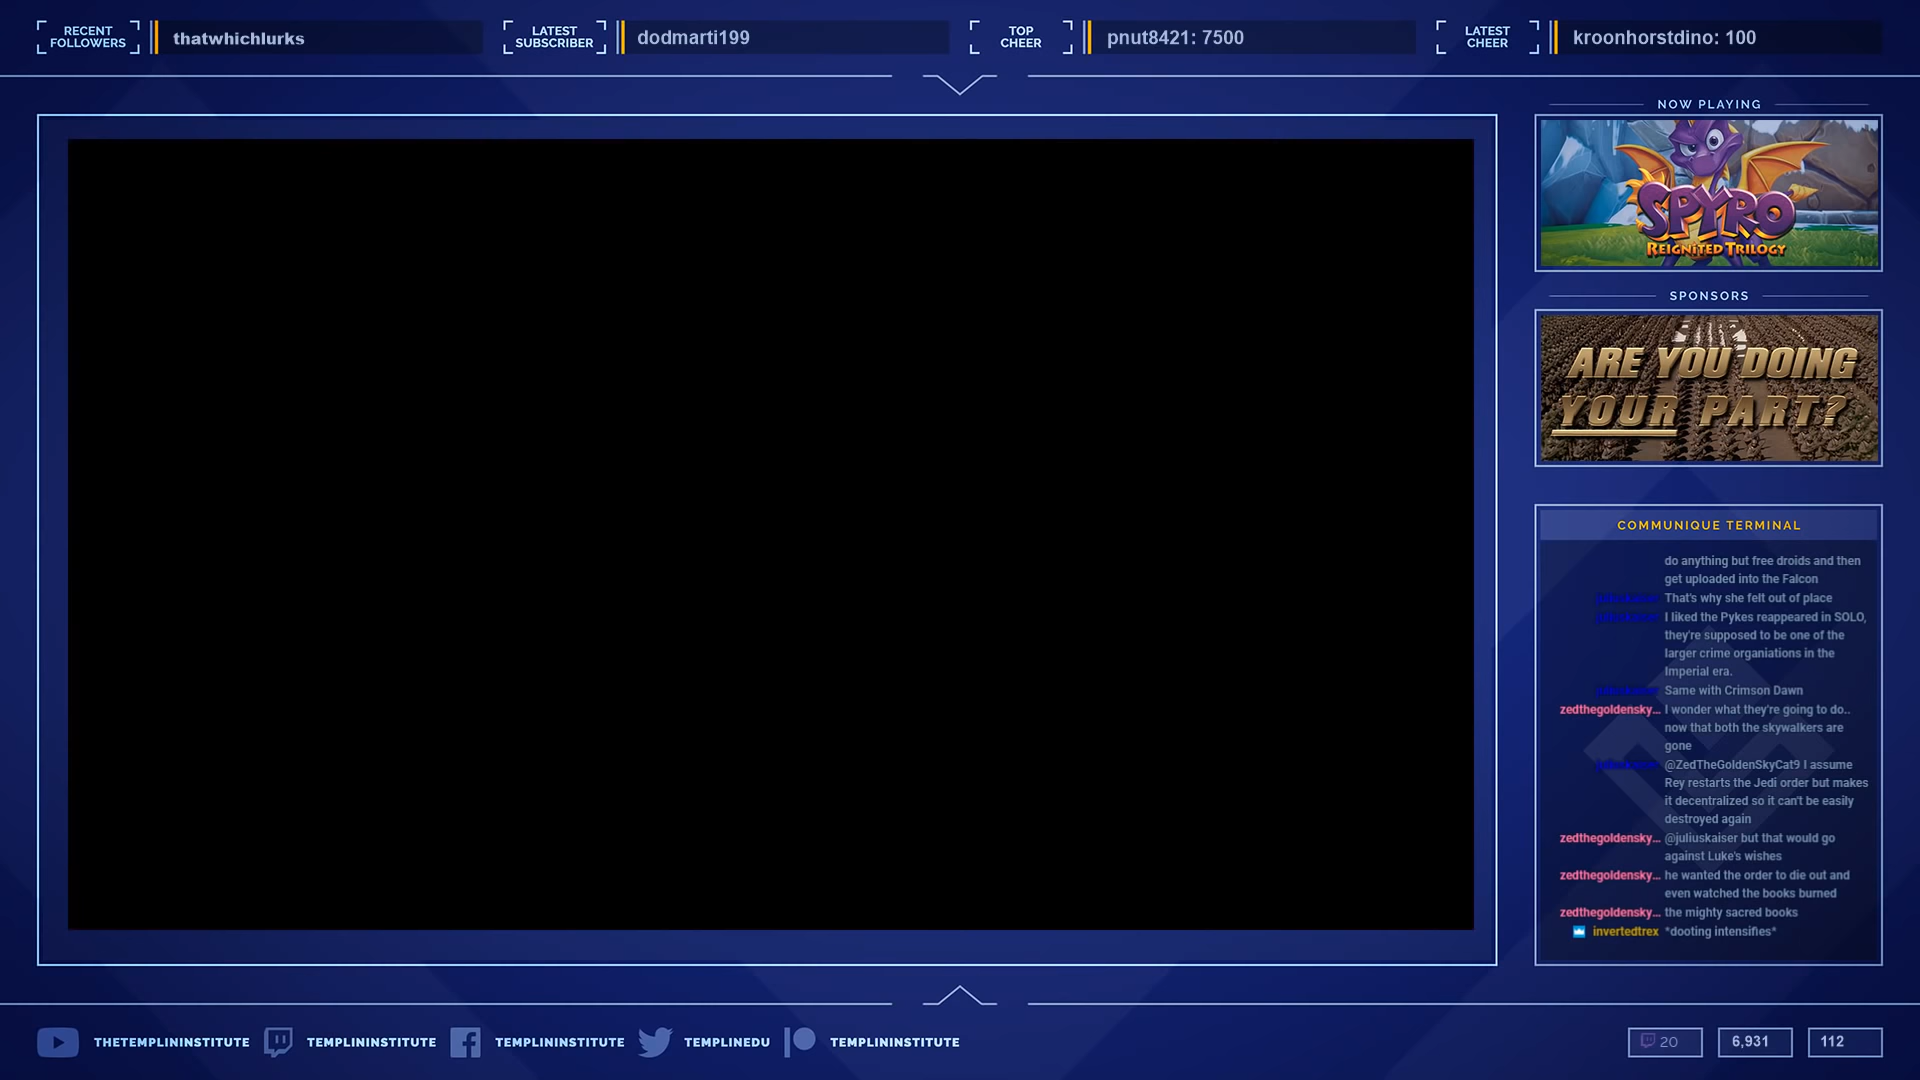 RECENT
FOLLOWERS
thatwhichlurks
LATEST
SUBSCRIBER
dodmarti199
TOP
CHEER
pnut8421: 7500
LATEST
CHEER
kroonhorstdino: 100
NOW PLAYING
SPYRO
REIGNITED TRILOGY
SPONSORS
ARE YOU DOING
YOUR PART?
COMMUNIQUE TERMINAL
do anything but free droids and then
get uploaded into the Falcon
juliuskaiser That's why she felt out of place
juliuskaiser I liked the Pykes reappeared in SOLO,
they're supposed to be one of the
larger crime organiations in the
Imperial era.
juliuskaiser Same with Crimson Dawn
zedthegoldensky... I wonder what they're going to do..
now that both the skywalkers are
gone
juliuskaiser @ZedTheGoldenSkyCat9 I assume
Rey restarts the Jedi order but makes
it decentralized so it can't be easily
destroyed again
zedthegoldensky... @juliuskaiser but that would go
against Luke's wishes
zedthegoldensky... he wanted the order to die out and
even watched the books burned
zedthegoldensky... the mighty sacred books
invertedtrex *dooting intensifies*
THETEMPLININSTITUTE
TEMPLININSTITUTE
TEMPLININSTITUTE
TEMPLINEDU
TEMPLININSTITUTE
20
6,931
112